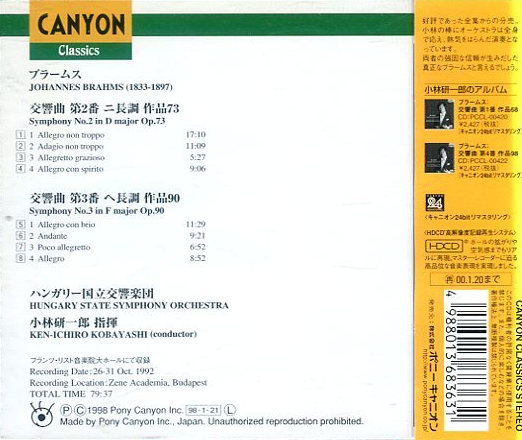 CANYON
Classics
ブラームス
JOHANNES BRAHMS (1833-1897)
交響曲 第2番 ニ長調 作品73
Symphony No.2 in D major Op.73
1 1 Allegro non troppo 17:10
2 2 Adagio non troppo 11:09
3 3 Allegretto grazioso 5:27
4 4 Allegro con spirito 9:06
交響曲 第3番 ヘ長調 作品90
Symphony No.3 in F major Op.90
5 1 Allegro con brio 11:29
6 2 Andante 9:21
7 3 Poco allegretto 6:52
8 4 Allegro 8:52
ハンガリー国立交響楽団
HUNGARY STATE SYMPHONY ORCHESTRA
小林研一郎 指揮
KEN-ICHIRO KOBAYASHI (conductor)
フランツ・リスト音楽院大ホールにて収録
Recording Date:26-31 Oct. 1992
Recording Location: Zene Academia, Budapest
TOTAL TIME 79:37
Ⓟ Ⓒ 1998 Pony Canyon Inc. 98・1・21 L
Made by Pony Canyon Inc., Japan. Unauthorized reproduction prohibited.
好評であった全集からの分売。
小林の棒にオーケストラは全身
で応え、熱気をはらんだ演奏とな
っています。
両者の強固な信頼が生みだした
真正なブラームスと言えるでしょう。
小林研一郎のアルバム
ブラームス:
交響曲 第1番 作品68
CD:PCCL-00420
¥2,427(税抜)
(キャニオン24bitリマスタリング)
ブラームス:
交響曲 第4番 作品98
CD:PCCL-00422
¥2,427(税抜)
(キャニオン24bitリマスタリング)
24
<キャニオン24bitリマスタリング>
<HDCD®高解像度記録再生システム>
HDCD® ホールの拡がりや
空気感までもリア
ルに再現。マスター・レコーダーに迫る
高品位な音楽表現を実現しました。
再 00.1.20まで
発売元:株式会社 ポニーキャニオン
http://www.ponycanyon.co.jp
4988013683631
CANYON CLASSICS STEREO